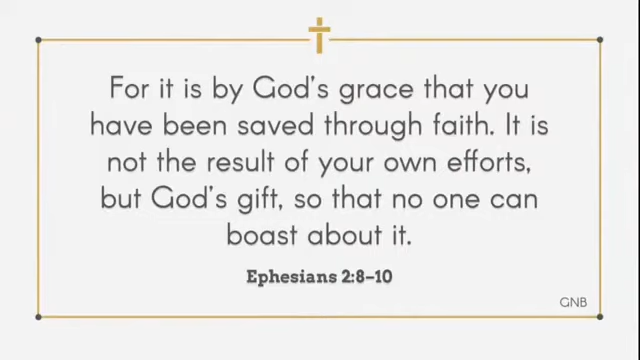 For it is by God's grace that you
have been saved through faith. It is
not the result of your own efforts,
but God's gift, so that no one can
boast about it.
Ephesians 2:8–10
GNB